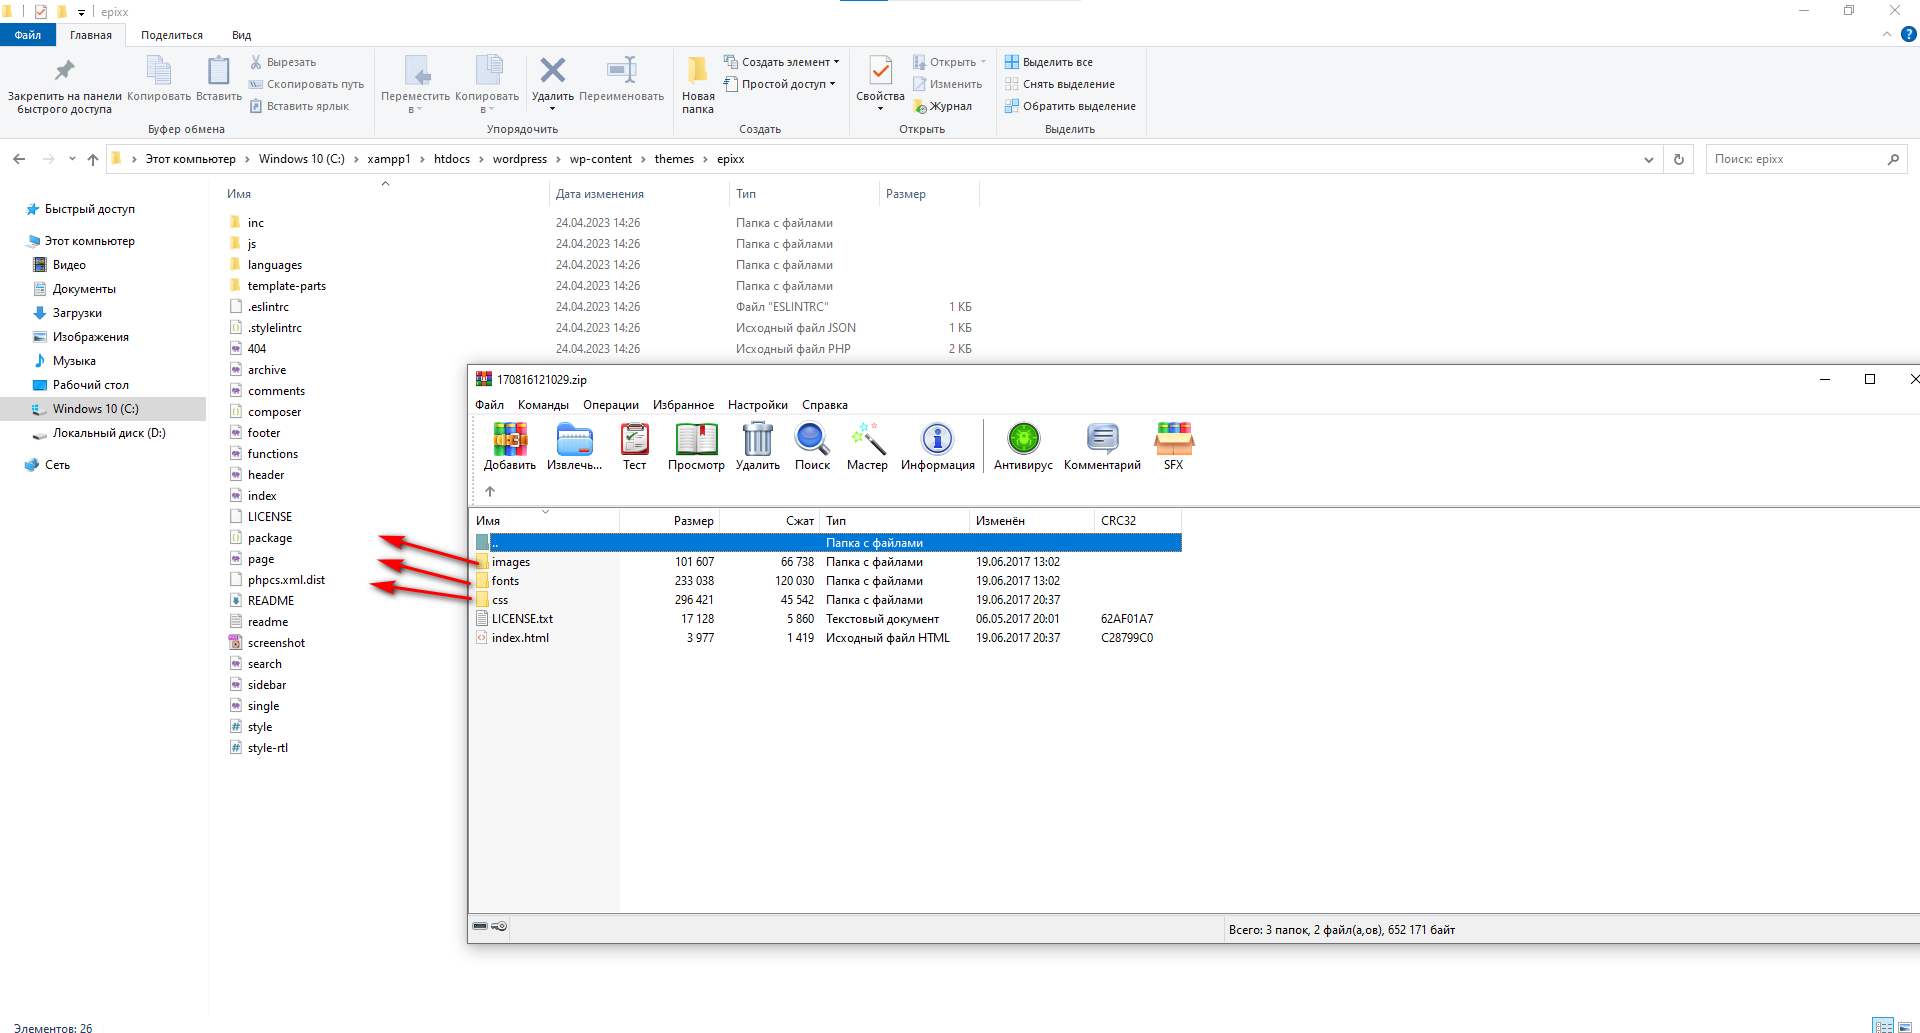 epixx
Файл Главная Поделиться Вид
Закрепить на панели быстрого доступа
Копировать
Вставить
Вырезать
Скопировать путь
Вставить ярлык
Буфер обмена
Переместить в
Копировать в
Удалить
Переименовать
Упорядочить
Новая папка
Создать элемент
Простой доступ
Создать
Свойства
Открыть
Изменить
Журнал
Открыть
Выделить все
Снять выделение
Обратить выделение
Выделить
Этот компьютер › Windows 10 (C:) › xampp1 › htdocs › wordpress › wp-content › themes › epixx
Поиск: epixx
Быстрый доступ
Этот компьютер
Видео
Документы
Загрузки
Изображения
Музыка
Рабочий стол
Windows 10 (C:)
Локальный диск (D:)
Сеть
Имя Дата изменения Тип Размер
inc 24.04.2023 14:26 Папка с файлами
js 24.04.2023 14:26 Папка с файлами
languages 24.04.2023 14:26 Папка с файлами
template-parts 24.04.2023 14:26 Папка с файлами
.eslintrc 24.04.2023 14:26 Файл "ESLINTRC" 1 КБ
.stylelintrc 24.04.2023 14:26 Исходный файл JSON 1 КБ
404 24.04.2023 14:26 Исходный файл PHP 2 КБ
archive
comments
composer
footer
functions
header
index
LICENSE
package
page
phpcs.xml.dist
README
readme
screenshot
search
sidebar
single
style
style-rtl
170816121029.zip
Файл Команды Операции Избранное Настройки Справка
Добавить Извлечь... Тест Просмотр Удалить Поиск Мастер Информация Антивирус Комментарий SFX
Имя Размер Сжат Тип Изменён CRC32
.. Папка с файлами
images 101 607 66 738 Папка с файлами 19.06.2017 13:02
fonts 233 038 120 030 Папка с файлами 19.06.2017 13:02
css 296 421 45 542 Папка с файлами 19.06.2017 20:37
LICENSE.txt 17 128 5 860 Текстовый документ 06.05.2017 20:01 62AF01A7
index.html 3 977 1 419 Исходный файл HTML 19.06.2017 20:37 C28799C0
Всего: 3 папок, 2 файл(а,ов), 652 171 байт
Элементов: 26